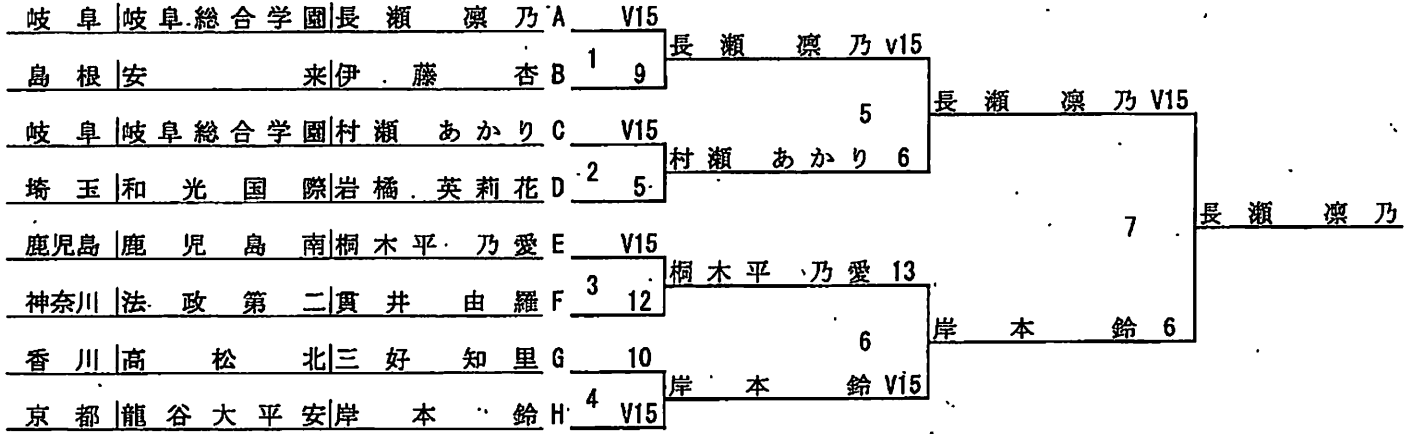 岐阜 岐阜総合学園 長瀬 凛乃 A V15
1 長瀬 凛乃 v15
島根 安来 伊藤 杏 B 9
5 長瀬 凛乃 V15
岐阜 岐阜総合学園 村瀬 あかり C V15
2 村瀬 あかり 6
埼玉 和光国際 岩橋 英莉花 D 5
7 長瀬 凛乃
鹿児島 鹿児島南 桐木平 乃愛 E V15
3 桐木平 乃愛 13
神奈川 法政第二 貫井 由羅 F 12
6 岸本 鈴 6
香川 高松北 三好 知里 G 10
4 岸本 鈴 V15
京都 龍谷大平安 岸本 鈴 H V15